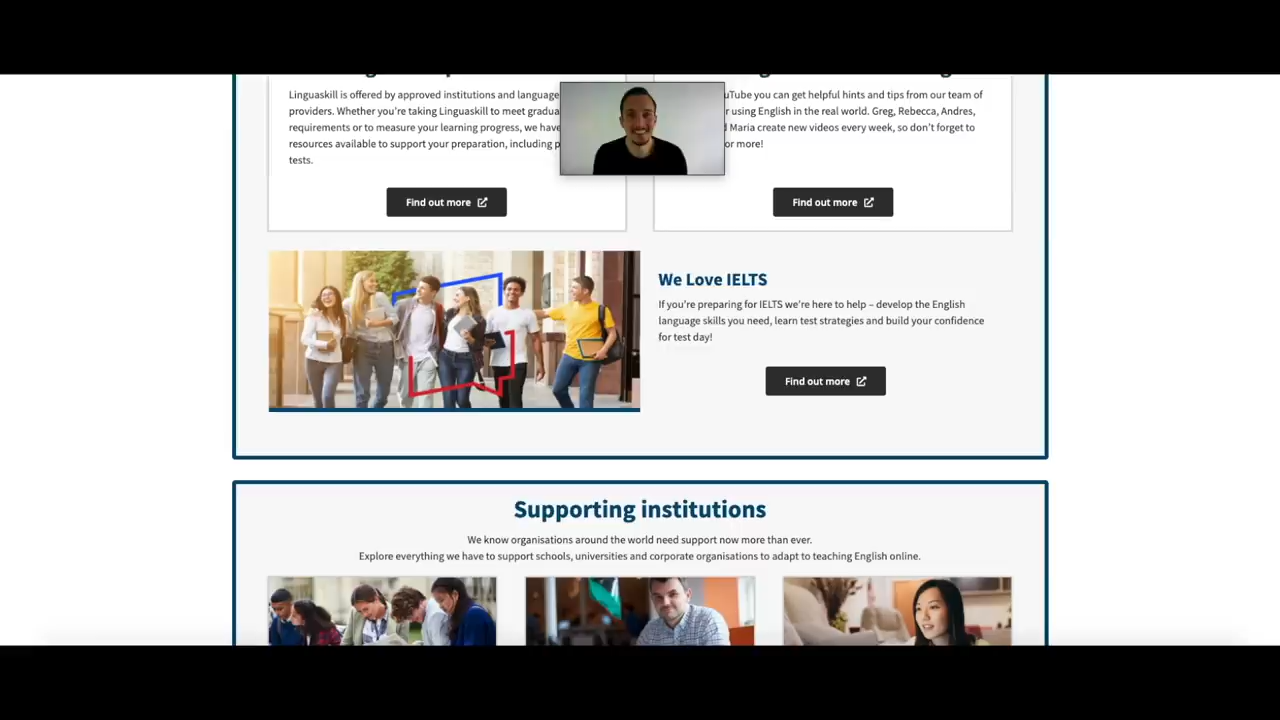 Linguaskill is offered by approved institutions and language
providers. Whether you're taking Linguaskill to meet
requirements or to measure your learning progress, we have
resources available to support your preparation, including
tests.
Find out more
you can get helpful hints and tips from our team of
using English in the real world. Greg, Rebecca, Andres,
Maria create new videos every week, so don't forget to
or more!
Find out more
We Love IELTS
If you're preparing for IELTS we're here to help – develop the English
language skills you need, learn test strategies and build your confidence
for test day!
Find out more
Supporting institutions
We know organisations around the world need support now more than ever.
Explore everything we have to support schools, universities and corporate organisations to adapt to teaching English online.